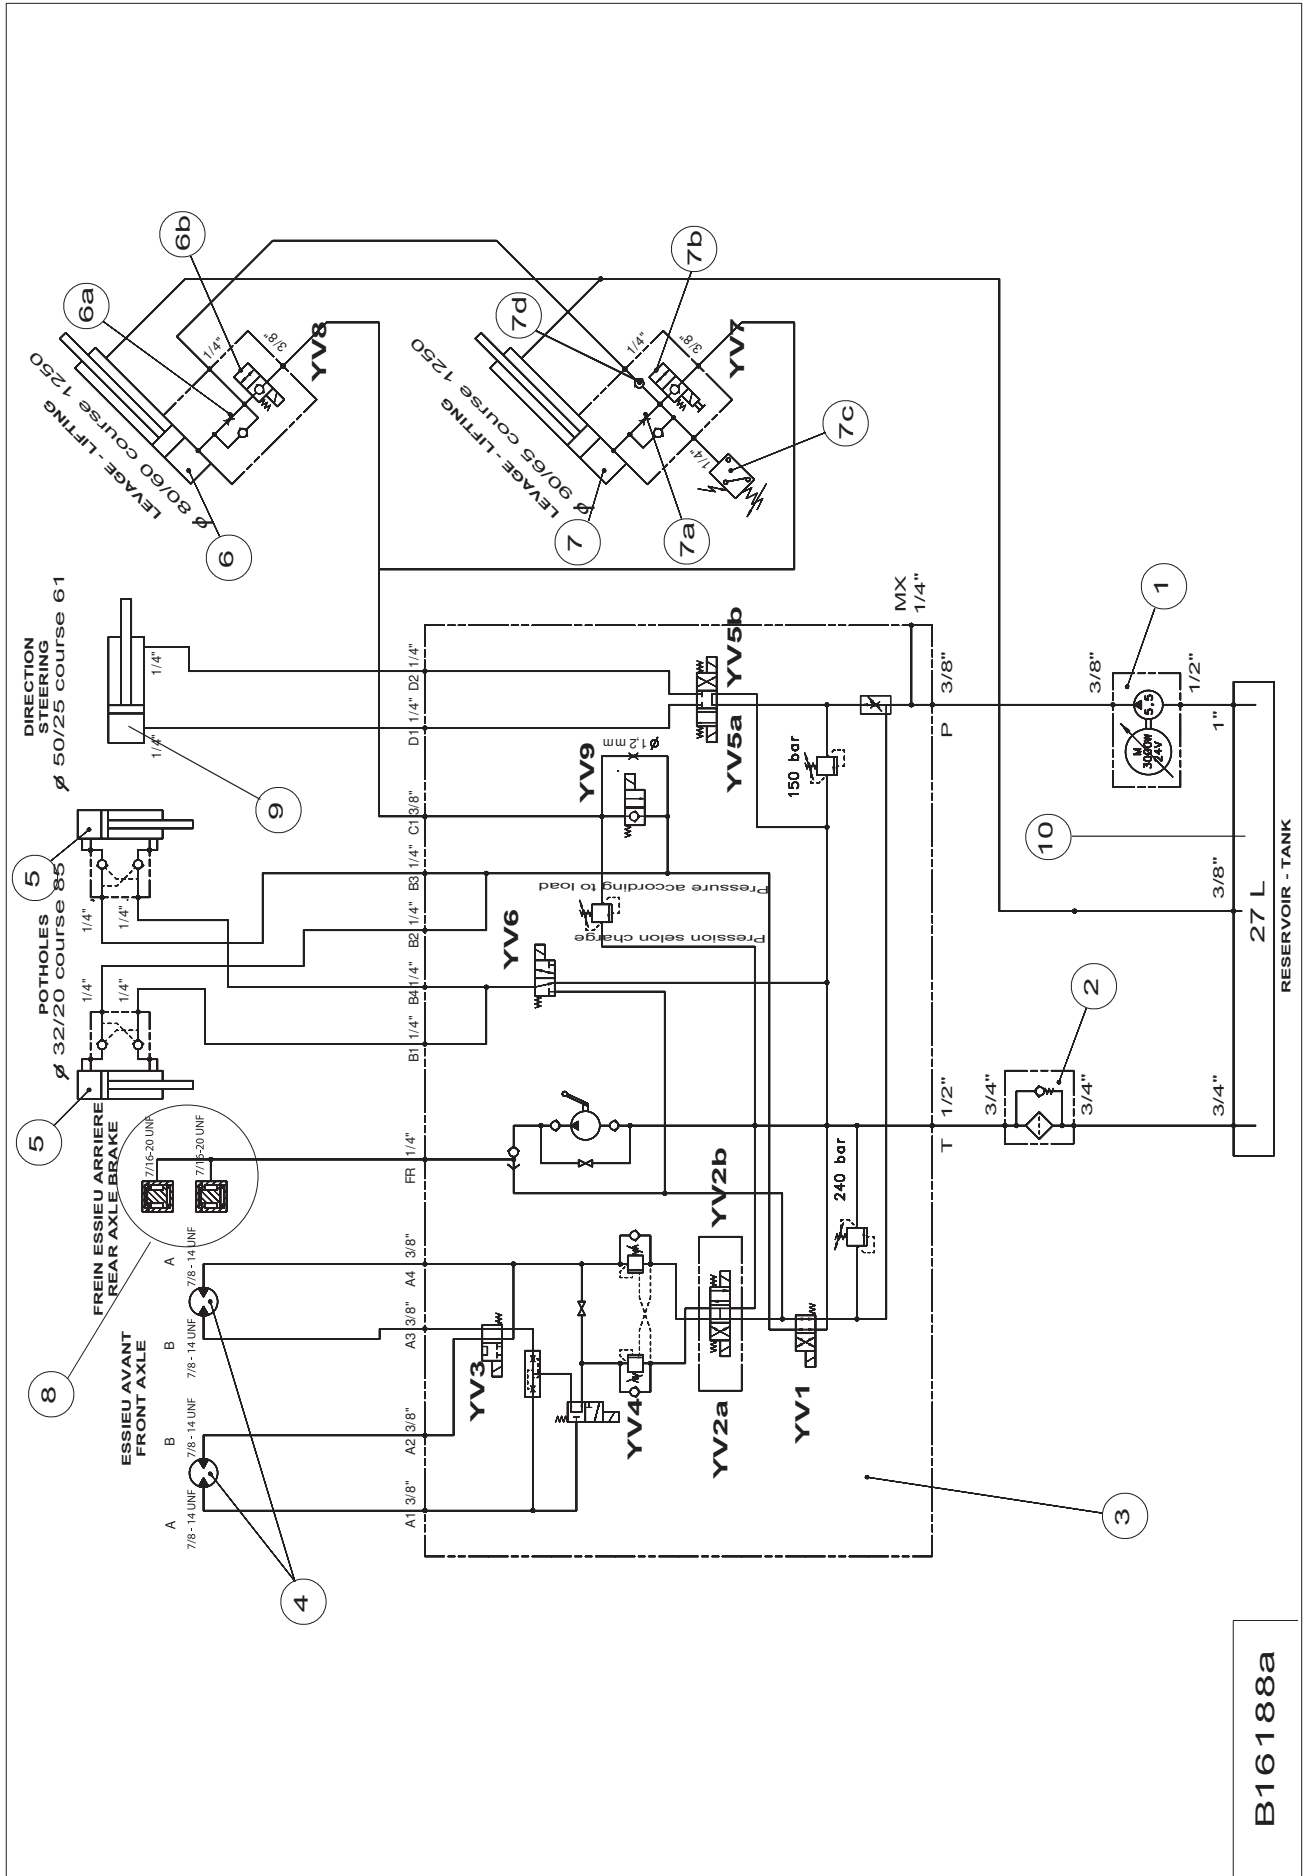 FREIN ESSIEU ARRIERE
REAR AXLE BRAKE
ESSIEU AVANT
FRONT AXLE
POTHOLES
ø 32/20 course 85
DIRECTION
STEERING
ø 50/25 course 61
LEVAGE - LIFTING
ø 80/60 course 1250
LEVAGE - LIFTING
ø 90/65 course 1250
8
4
5
5
9
6
6a
6b
7
7a
7b
7c
7d
1
2
3
10
A
7/8 - 14 UNF
B
7/8 - 14 UNF
B
7/8 - 14 UNF
A
7/8 - 14 UNF
7/16-20 UNF
7/16-20 UNF
1/4"
1/4"
1/4"
1/4"
1/4"
1/4"
1/4"
3/8"
YV8
1/4"
3/8"
YV7
1/4"
A1 3/8"
A2 3/8"
A3 3/8"
A4 3/8"
FR 1/4"
B1 1/4"
B4 1/4"
B2 1/4"
B3 1/4"
C1 3/8"
D1 1/4"
D2 1/4"
YV3
YV4
YV2a
YV2b
YV1
YV6
YV9
ø 1,2 mm
YV5a
YV5b
Pressure according to load
Pression selon charge
150 bar
240 bar
MX
1/4"
P
3/8"
T
1/2"
3/8"
1/2"
1"
M
3000W
24V
5.5
3/4"
3/4"
3/4"
3/8"
27 L
RESERVOIR - TANK
B16188a